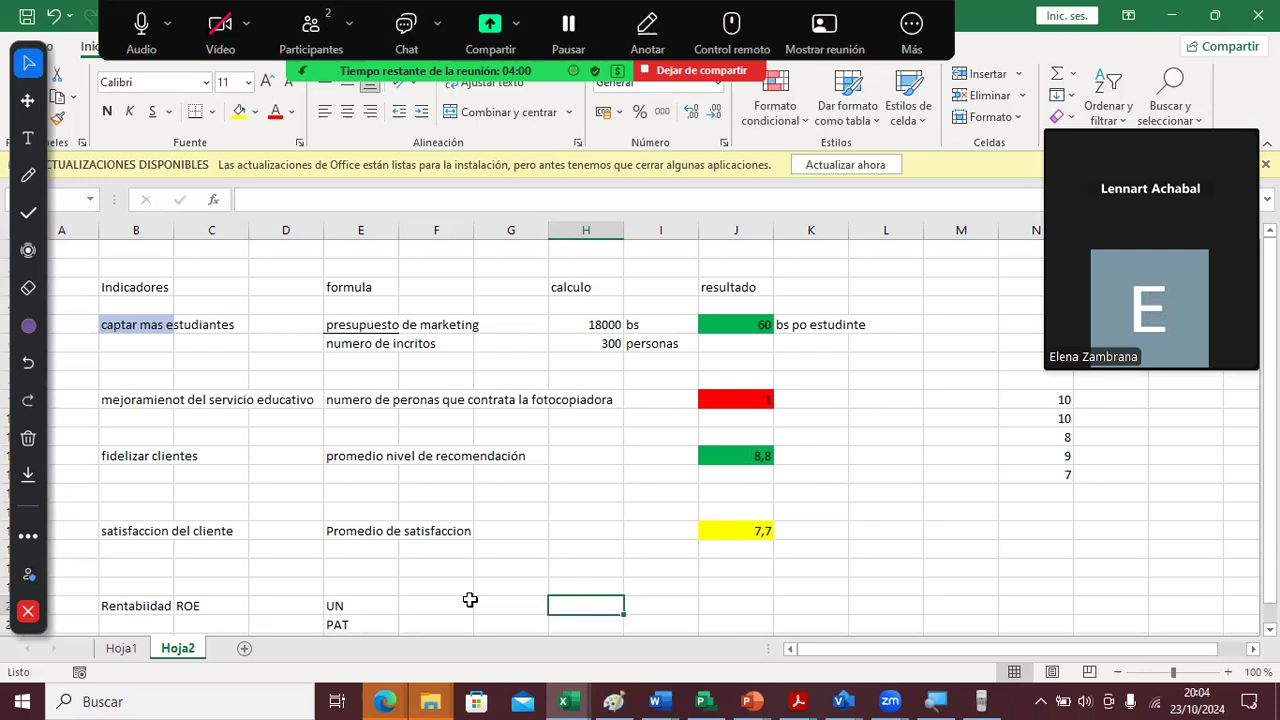 Inic. ses.
Audio
Vídeo
2
Participantes
Chat
Compartir
Pausar
Anotar
Control remoto
Mostrar reunión
Más
Compartir
Tiempo restante de la reunión: 04:00
Dejar de compartir
Calibri 11
N K S
Ajustar texto
Combinar y centrar
General
% 000
Formato condicional
Dar formato como tabla
Estilos de celda
Insertar
Eliminar
Formato
Ordenar y filtrar
Buscar y seleccionar
Fuente
Alineación
Número
Estilos
Celdas
CTUALIZACIONES DISPONIBLES Las actualizaciones de Office están listas para la instalación, pero antes tenemos que cerrar algunas aplicaciones. Actualizar ahora
fx
A B C D E F G H I J K L M N
Lennart Achabal
E
Elena Zambrana
Indicadores formula calculo resultado
captar mas estudiantes presupuesto de marketing 18000 bs 60 bs po estudinte
numero de incritos 300 personas
mejoramienot del servicio educativo numero de peronas que contrata la fotocopiadora 1 10
10
8
fidelizar clientes promedio nivel de recomendación 8,8 9
7
satisfaccion del cliente Promedio de satisfaccion 7,7
Rentabiidad ROE UN
PAT
Hoja1 Hoja2
Listo 100 %
Buscar
20:04
23/10/2024